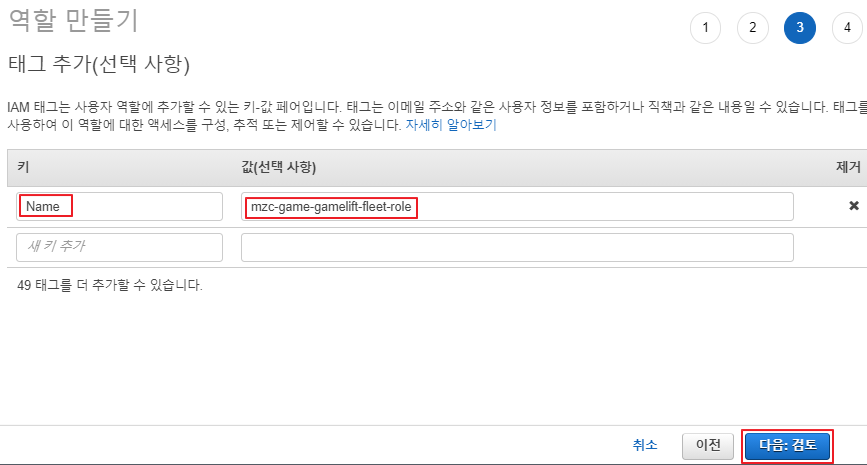 역할 만들기
1 2 3 4
태그 추가(선택 사항)
IAM 태그는 사용자 역할에 추가할 수 있는 키-값 페어입니다. 태그는 이메일 주소와 같은 사용자 정보를 포함하거나 직책과 같은 내용일 수 있습니다. 태그를
사용하여 이 역할에 대한 액세스를 구성, 추적 또는 제어할 수 있습니다. 자세히 알아보기
키 값(선택 사항) 제거
Name mzc-game-gamelift-fleet-role ✖
새 키 추가
49 태그를 더 추가할 수 있습니다.
취소 이전 다음: 검토